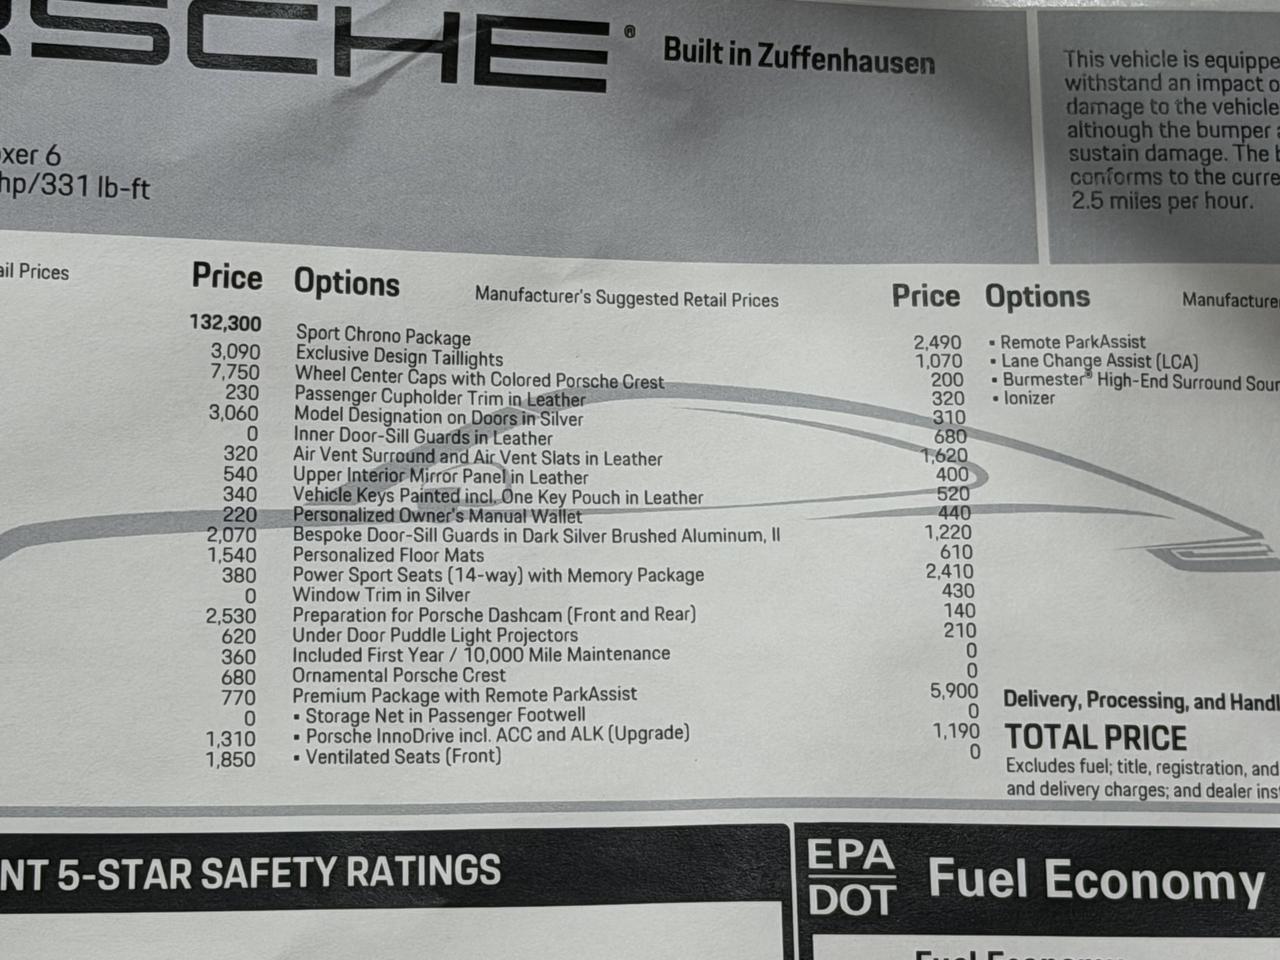 RSCHE®
Built in Zuffenhausen
oxer 6
hp/331 lb-ft
This vehicle is equippe
withstand an impact o
damage to the vehicle
although the bumper a
sustain damage. The b
conforms to the curre
2.5 miles per hour.
ail Prices
Price
132,300
3,090
7,750
230
3,060
0
320
540
340
220
2,070
1,540
380
0
2,530
620
360
680
770
0
1,310
1,850
Options Manufacturer's Suggested Retail Prices Price
Sport Chrono Package 2,490
Exclusive Design Taillights 1,070
Wheel Center Caps with Colored Porsche Crest 200
Passenger Cupholder Trim in Leather 320
Model Designation on Doors in Silver 310
Inner Door-Sill Guards in Leather 680
Air Vent Surround and Air Vent Slats in Leather 1,620
Upper Interior Mirror Panel in Leather 400
Vehicle Keys Painted incl. One Key Pouch in Leather 520
Personalized Owner's Manual Wallet 440
Bespoke Door-Sill Guards in Dark Silver Brushed Aluminum, Il 1,220
Personalized Floor Mats 610
Power Sport Seats (14-way) with Memory Package 2,410
Window Trim in Silver 430
Preparation for Porsche Dashcam (Front and Rear) 140
Under Door Puddle Light Projectors 210
Included First Year / 10,000 Mile Maintenance 0
Ornamental Porsche Crest 0
Premium Package with Remote ParkAssist 5,900
▪ Storage Net in Passenger Footwell 0
▪ Porsche InnoDrive incl. ACC and ALK (Upgrade) 1,190
▪ Ventilated Seats (Front) 0
Options Manufacture
▪ Remote ParkAssist
▪ Lane Change Assist (LCA)
▪ Burmester® High-End Surround Soun
▪ Ionizer
Delivery, Processing, and Handl
TOTAL PRICE
Excludes fuel; title, registration, and
and delivery charges; and dealer inst
NT 5-STAR SAFETY RATINGS
EPA
DOT
Fuel Economy
Fuel Economy